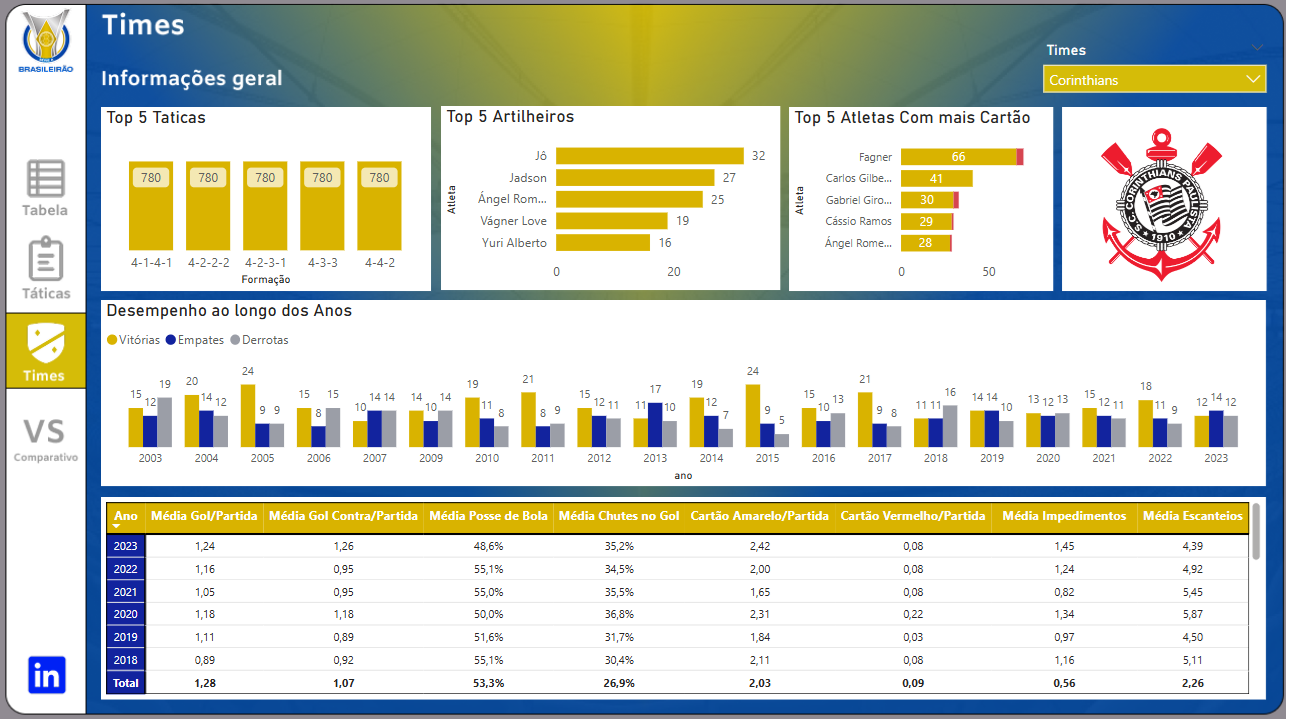 BRASILEIRÃO
Tabela
Táticas
Times
VS
Comparativo
in
Times
Informações geral
Times
Corinthians
Top 5 Taticas
780 780 780 780 780
4-1-4-1 4-2-2-2 4-2-3-1 4-3-3 4-4-2
Formação
Top 5 Artilheiros
Atleta
Jô 32
Jadson 27
Ángel Rom... 25
Vágner Love 19
Yuri Alberto 16
0 20
Top 5 Atletas Com mais Cartão
Atleta
Fagner 66
Carlos Gilbe... 41
Gabriel Giro... 30
Cássio Ramos 29
Ángel Rome... 28
0 50
S.C. CORINTHIANS PAULISTA
1910
Desempenho ao longo dos Anos
Vitórias Empates Derrotas
15 12 19 20 14 12 24 9 9 15 8 15 10 14 14 14 10 14 19 11 8 21 8 9 15 12 11 11 17 10 19 12 7 24 9 5 15 10 13 21 9 8 11 11 16 14 14 10 13 12 13 15 12 11 18 11 9 12 14 12
2003 2004 2005 2006 2007 2009 2010 2011 2012 2013 2014 2015 2016 2017 2018 2019 2020 2021 2022 2023
ano
Ano Média Gol/Partida Média Gol Contra/Partida Média Posse de Bola Média Chutes no Gol Cartão Amarelo/Partida Cartão Vermelho/Partida Média Impedimentos Média Escanteios
2023 1,24 1,26 48,6% 35,2% 2,42 0,08 1,45 4,39
2022 1,16 0,95 55,1% 34,5% 2,00 0,08 1,24 4,92
2021 1,05 0,95 55,0% 35,5% 1,65 0,08 0,82 5,45
2020 1,18 1,18 50,0% 36,8% 2,31 0,22 1,34 5,87
2019 1,11 0,89 51,6% 31,7% 1,84 0,03 0,97 4,50
2018 0,89 0,92 55,1% 30,4% 2,11 0,08 1,16 5,11
Total 1,28 1,07 53,3% 26,9% 2,03 0,09 0,56 2,26